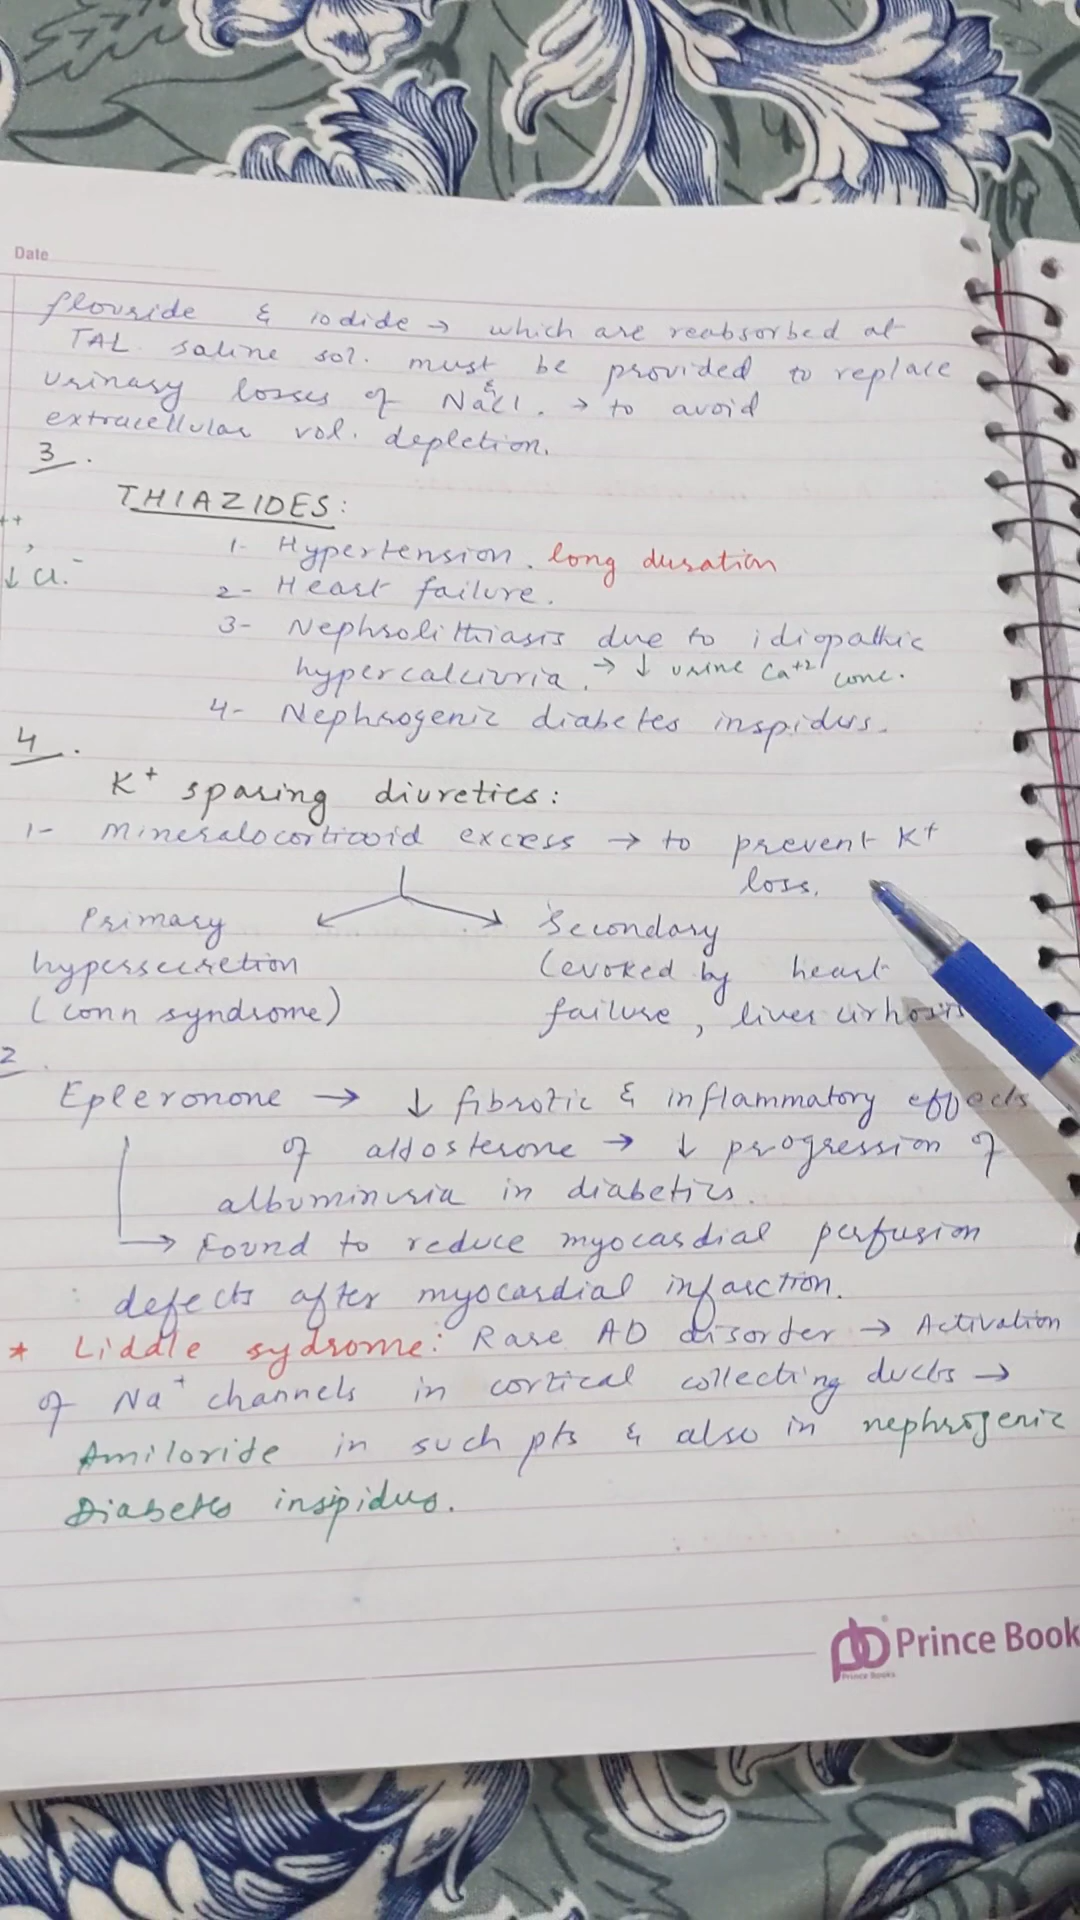 Date
flouride & iodide → which are reabsorbed at
TAL saline sol. must be provided to replace
urinary losses of Na & Cl. → to avoid
extracellular vol. depletion.
3.
THIAZIDES:
++
,
↓ Cl.-
1- Hypertension. long duration
2- Heart failure.
3- Nephrolithiasis due to idiopathic
hypercalciuria. → ↓ urine Ca+2 conc.
4- Nephrogenic diabetes inspidus.
4.
K+ sparing diuretics:
1- Mineralocorticoid excess → to prevent K+
loss.
Primary
hypersecretion
(conn syndrome)
Secondary
(evoked by heart
failure, liver cirhosis
2.
Epleronone → ↓ fibrotic & inflammatory effects
of aldosterone → ↓ progression of
albuminuria in diabetics.
→ Found to reduce myocardial perfusion
defects after myocardial infarction.
* Liddle sydrome: Rare AD disorder → Activation
of Na+ channels in cortical collecting ducts →
Amiloride in such pts & also in nephrogenic
Diabetes insipidus.
pb Prince Book
Prince Books